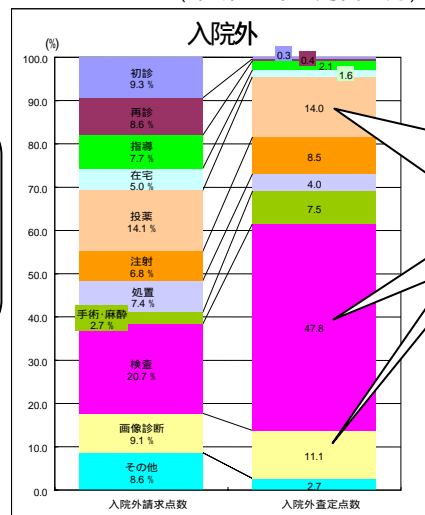 入院外
(%)
100.0
90.0
80.0
70.0
60.0
50.0
40.0
30.0
20.0
10.0
0.0
初診
9.3 %
再診
8.6 %
指導
7.7 %
在宅
5.0 %
投薬
14.1 %
注射
6.8 %
処置
7.4 %
手術・麻酔
2.7 %
検査
20.7 %
画像診断
9.1 %
その他
8.6 %
0.3
0.4
2.1
1.6
14.0
8.5
4.0
7.5
47.8
11.1
2.7
入院外請求点数
入院外査定点数